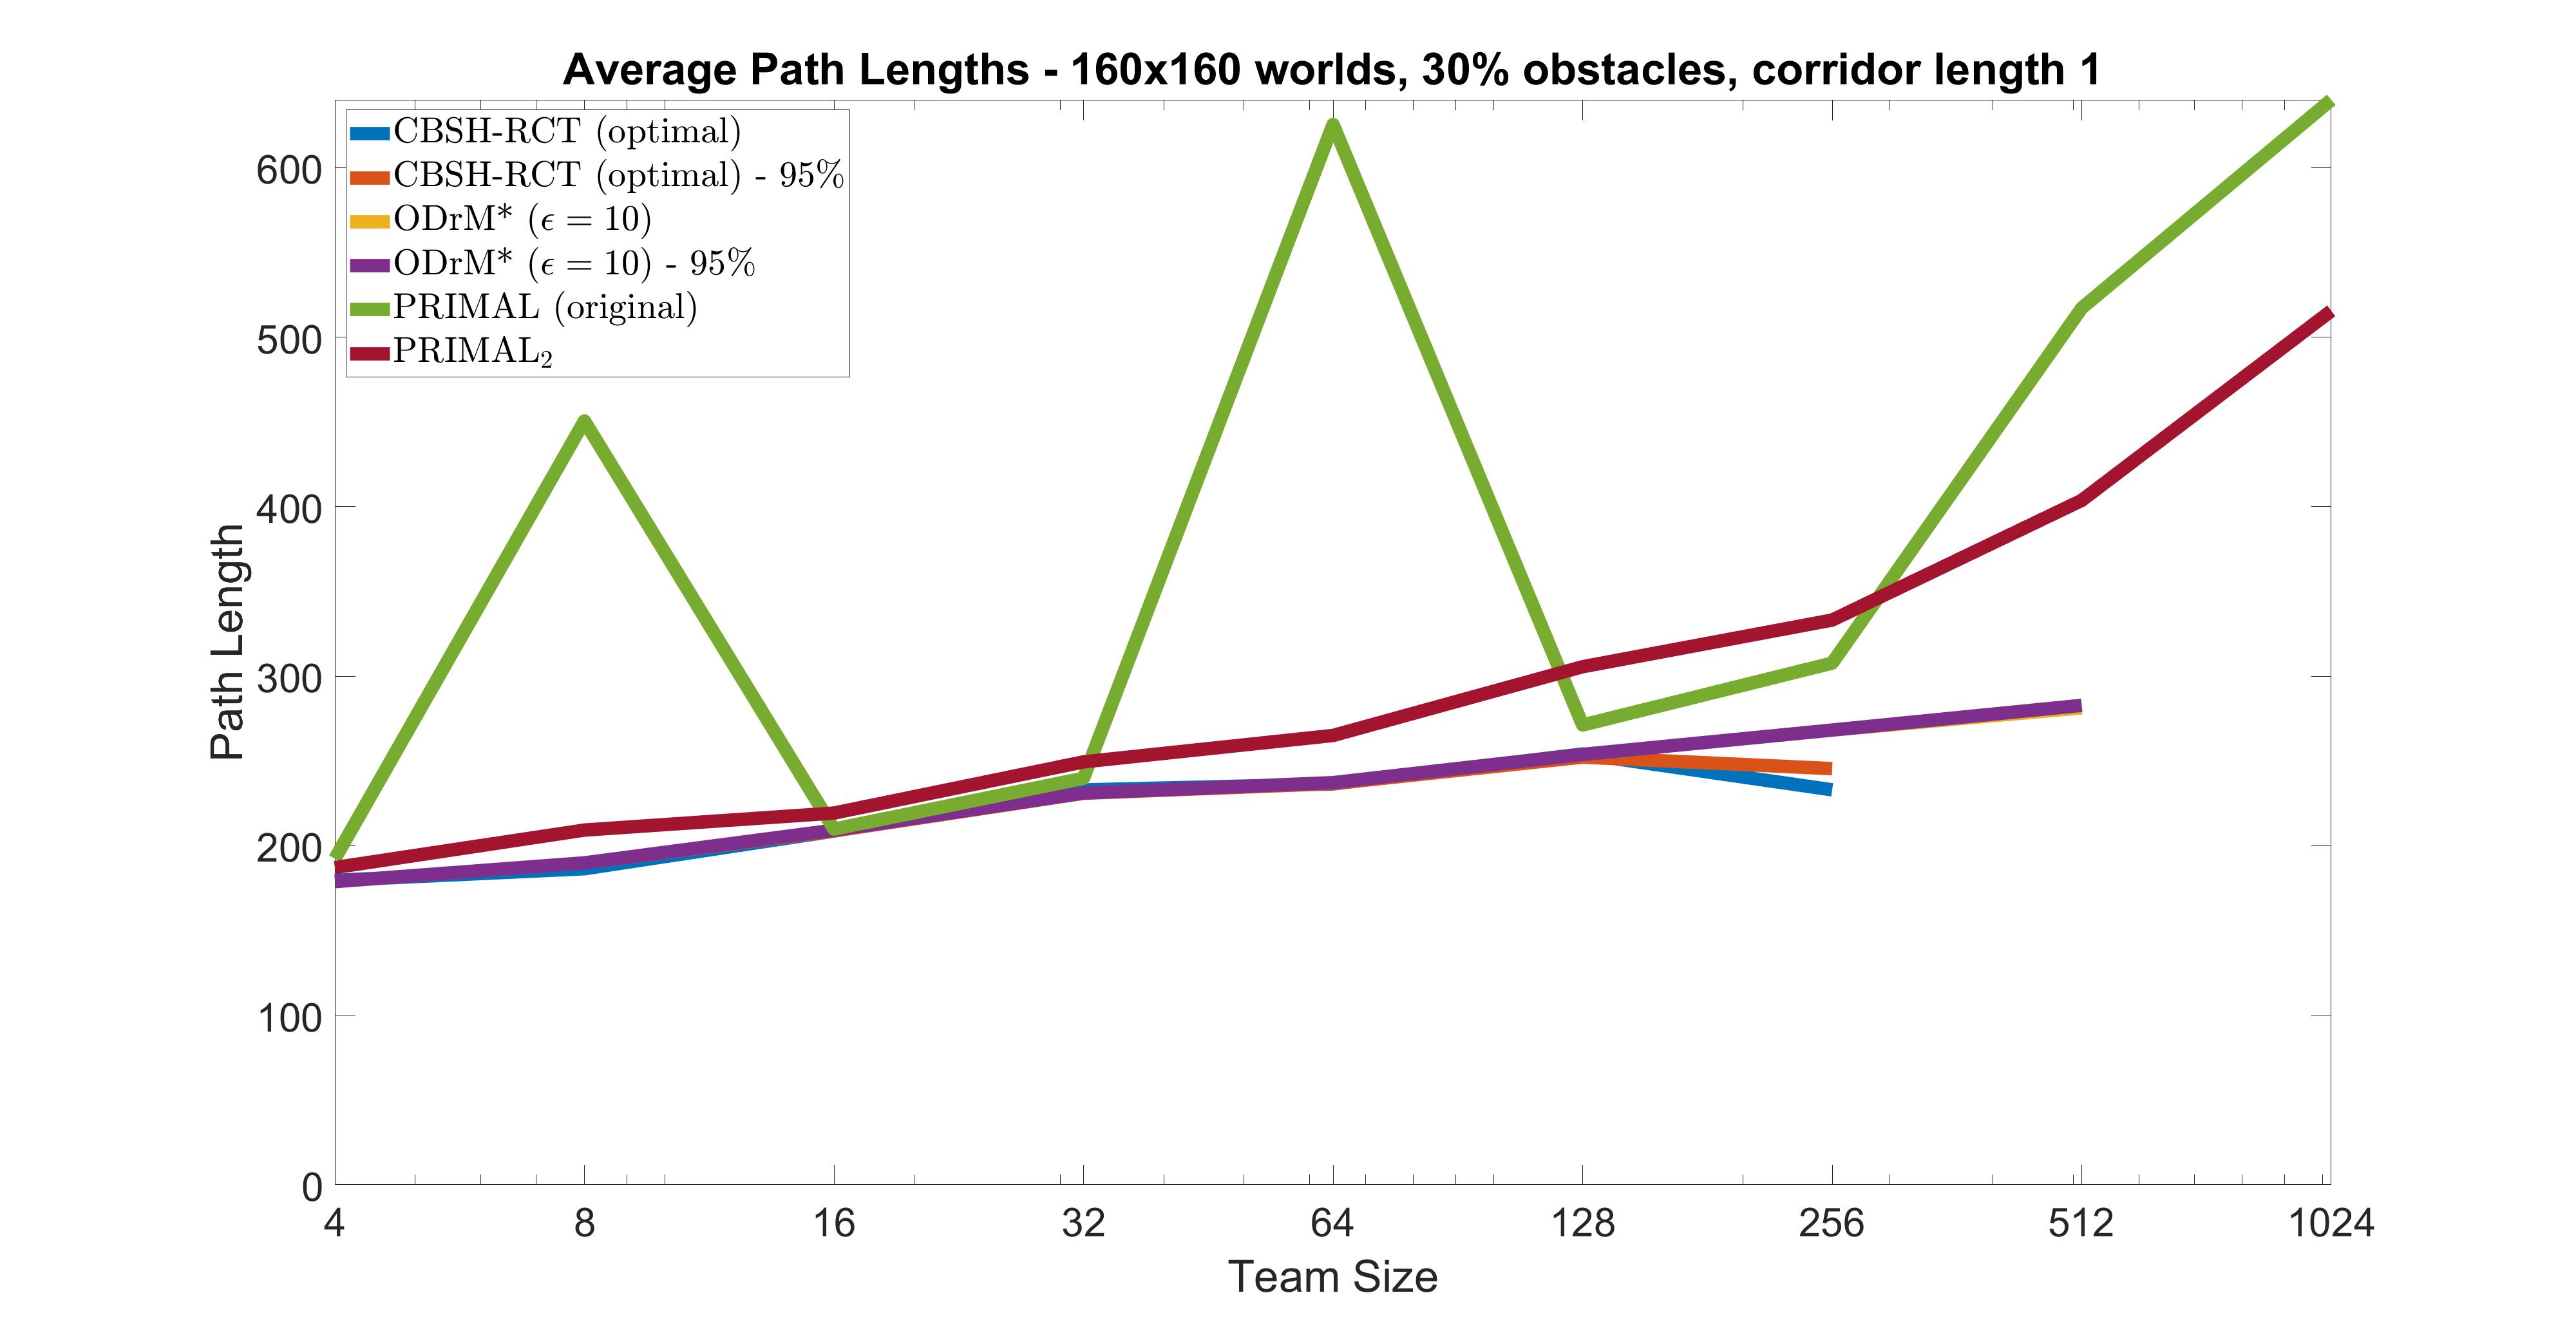 Average Path Lengths - 160x160 worlds, 30% obstacles, corridor length 1
CBSH-RCT (optimal)
CBSH-RCT (optimal) - 95%
ODrM* (ϵ = 10)
ODrM* (ϵ = 10) - 95%
PRIMAL (original)
PRIMAL₂
600
500
400
300
200
100
0
Path Length
4 8 16 32 64 128 256 512 1024
Team Size